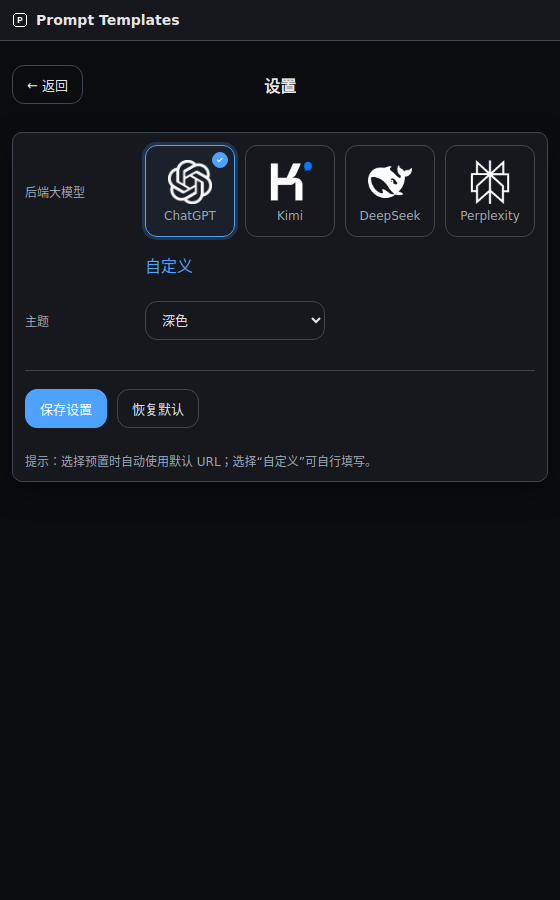 P Prompt Templates
← 返回
设置
后端大模型
ChatGPT
Kimi
DeepSeek
Perplexity
自定义
主题
深色
保存设置
恢复默认
提示：选择预置时自动使用默认 URL；选择“自定义”可自行填写。